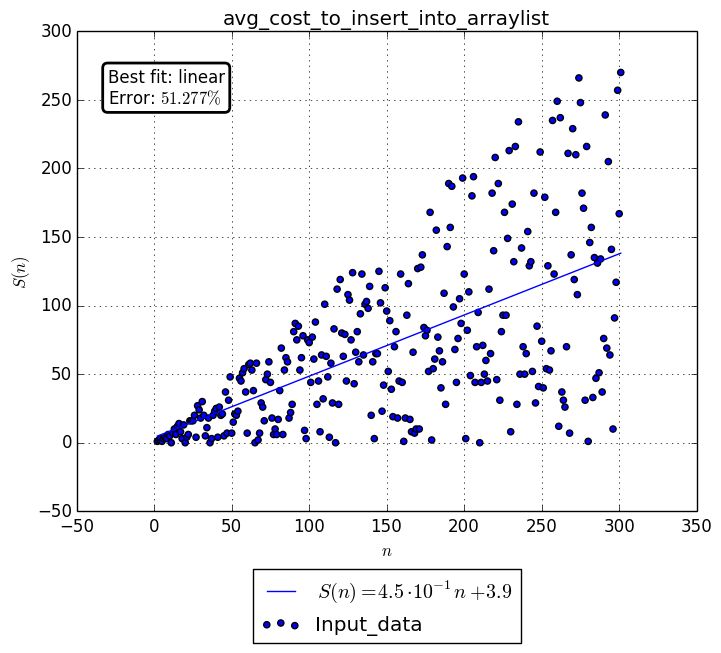 avg_cost_to_insert_into_arraylist
Best fit: linear
Error: 51.277%
300
250
200
150
100
50
0
−50
S(n)
−50 0 50 100 150 200 250 300 350
n
S(n)=4.5·10⁻¹n+3.9
Input_data